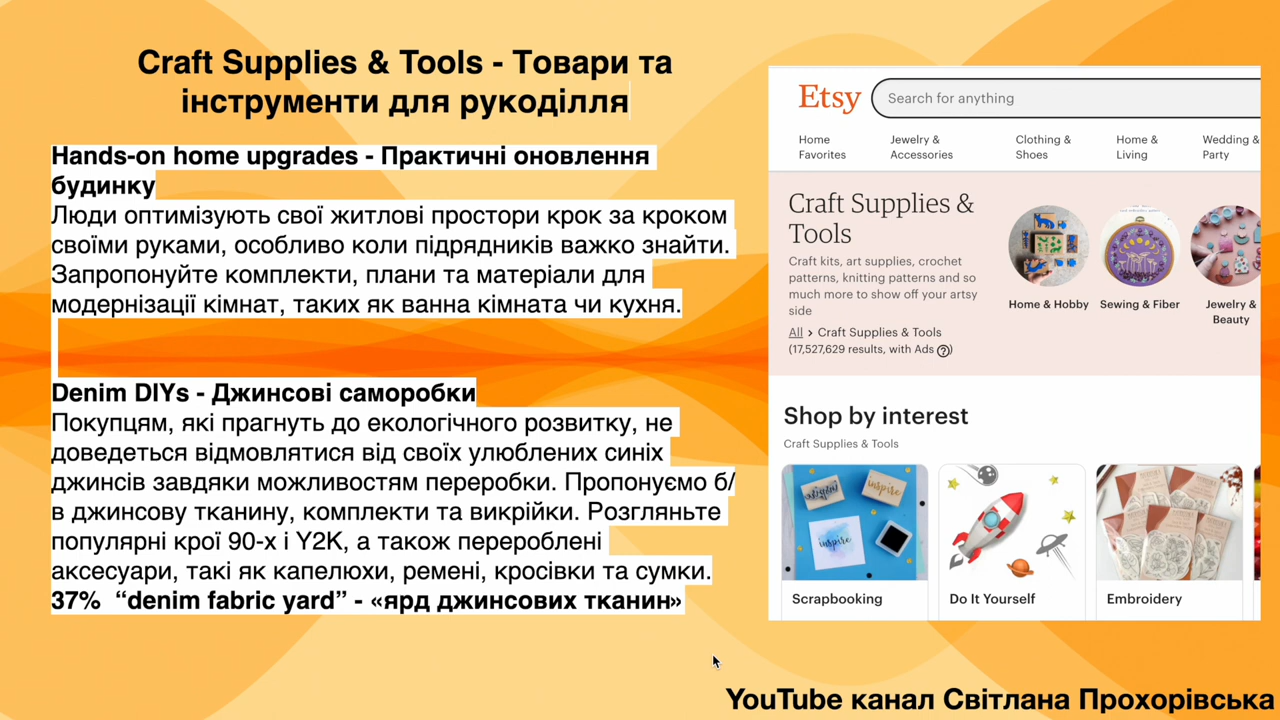 Craft Supplies & Tools - Товари та
інструменти для рукоділля
Hands-on home upgrades - Практичні оновлення
будинку
Люди оптимізують свої житлові простори крок за кроком
своїми руками, особливо коли підрядників важко знайти.
Запропонуйте комплекти, плани та матеріали для
модернізації кімнат, таких як ванна кімната чи кухня.
Denim DIYs - Джинсові саморобки
Покупцям, які прагнуть до екологічного розвитку, не
доведеться відмовлятися від своїх улюблених синіх
джинсів завдяки можливостям переробки. Пропонуємо б/
в джинсову тканину, комплекти та викрійки. Розгляньте
популярні крої 90-х і Y2K, а також перероблені
аксесуари, такі як капелюхи, ремені, кросівки та сумки.
37% “denim fabric yard” - «ярд джинсових тканин»
Etsy
Search for anything
Home
Favorites
Jewelry &
Accessories
Clothing &
Shoes
Home &
Living
Wedding &
Party
Craft Supplies &
Tools
Craft kits, art supplies, crochet
patterns, knitting patterns and so
much more to show off your artsy
side
All > Craft Supplies & Tools
(17,527,629 results, with Ads ?)
Home & Hobby
Sewing & Fiber
Jewelry &
Beauty
Shop by interest
Craft Supplies & Tools
inspire
inspire
Scrapbooking
Do It Yourself
Embroidery
YouTube канал Світлана Прохорівська